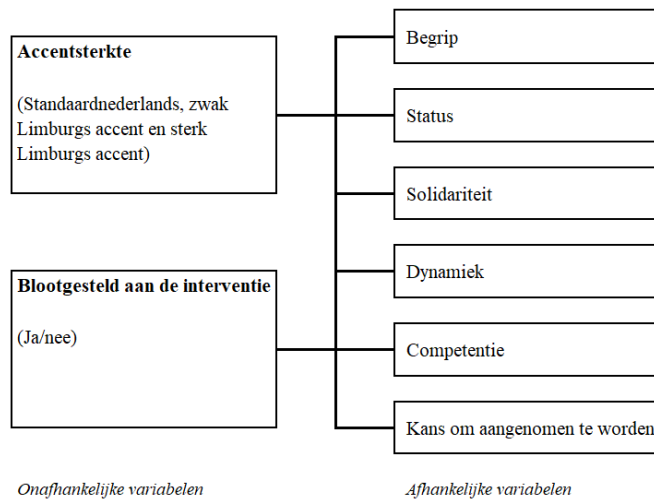 Accentsterkte
(Standaardnederlands, zwak
Limburgs accent en sterk
Limburgs accent)
Blootgesteld aan de interventie
(Ja/nee)
Onafhankelijke variabelen
Begrip
Status
Solidariteit
Dynamiek
Competentie
Kans om aangenomen te worden
Afhankelijke variabelen